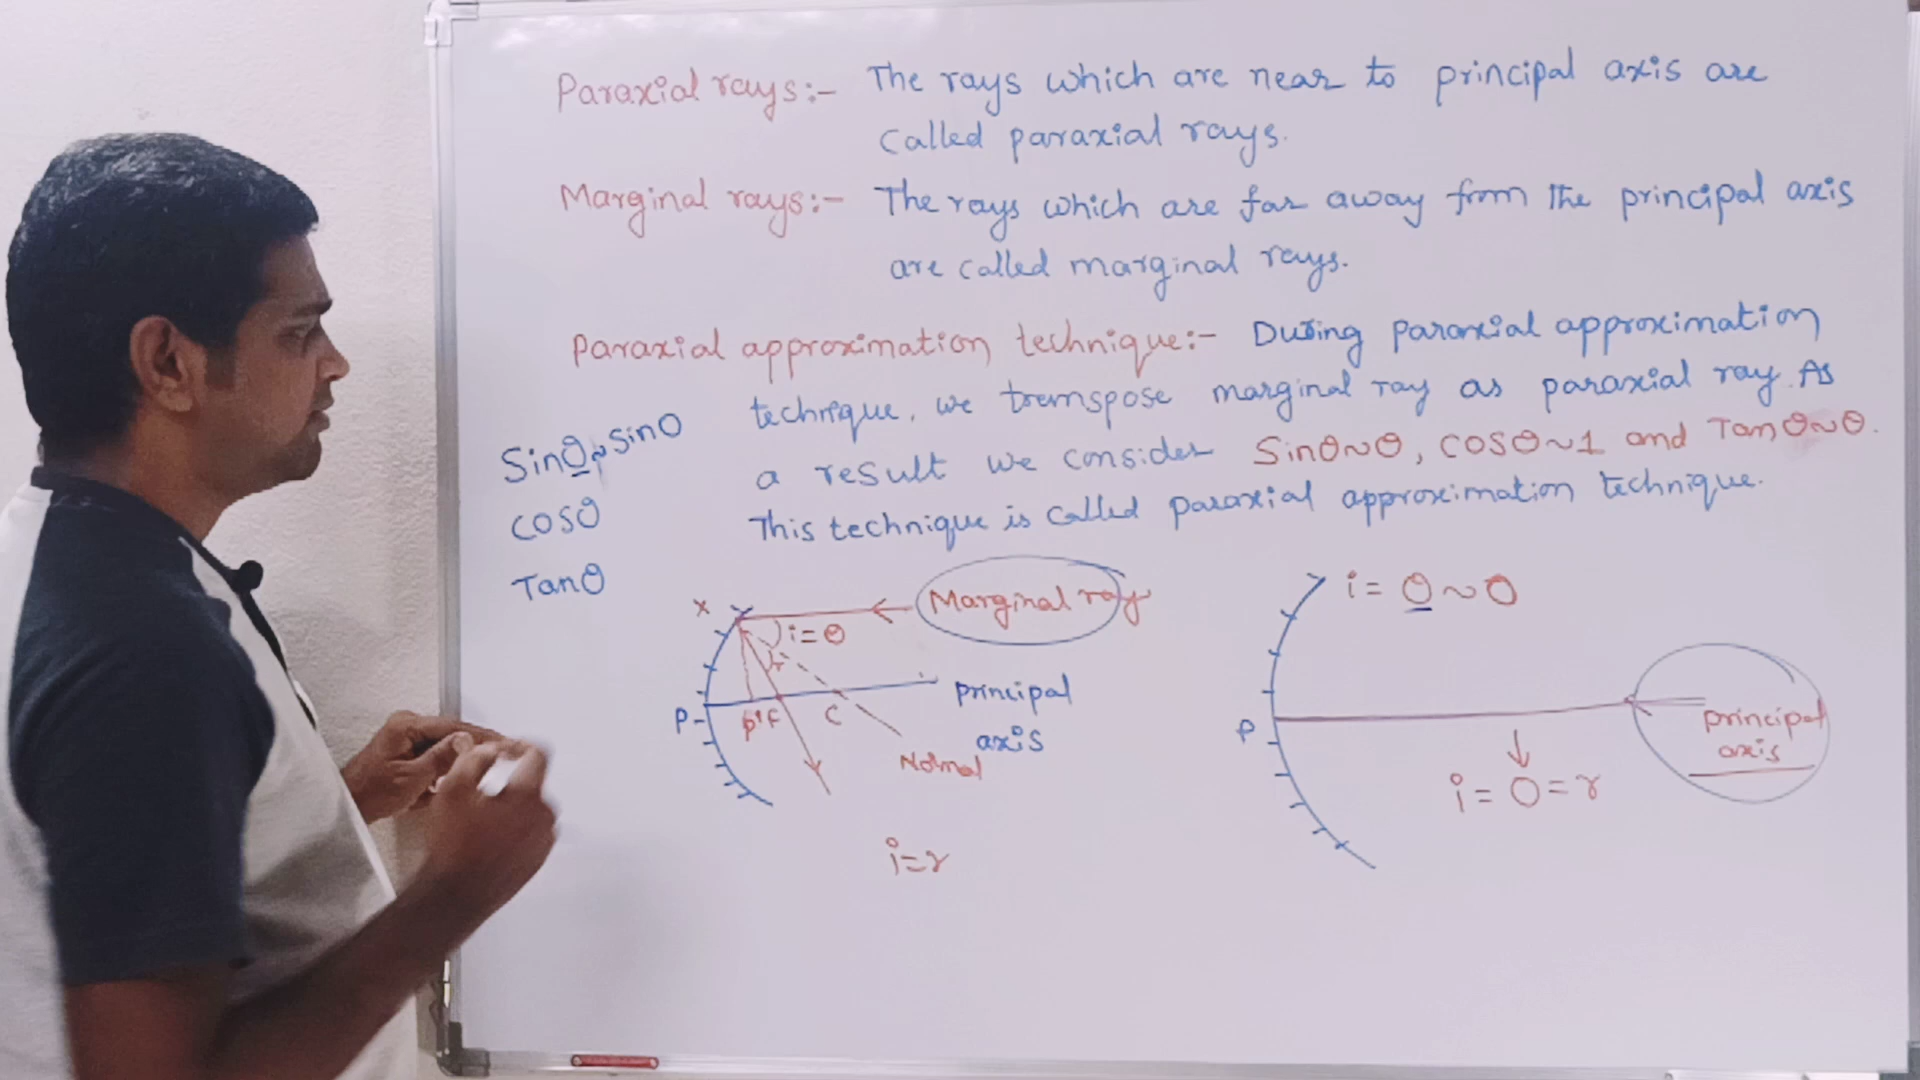 Paraxial rays:- The rays which are near to principal axis are
called paraxial rays.
Marginal rays:- The rays which are far away from the principal axis
are called marginal rays.
Paraxial approximation technique:- During paraxial approximation
technique, we transpose marginal ray as paraxial ray. As
a result we consider Sinθ~θ, COSθ~1 and Tanθ~θ.
This technique is called paraxial approximation technique.
Sinθ~Sin0
COSθ
Tanθ
X
Marginal ray
i=θ
r
P
P' F
C
principal
axis
Normal
i=r
i= θ~0
P
principal
axis
i= 0=r